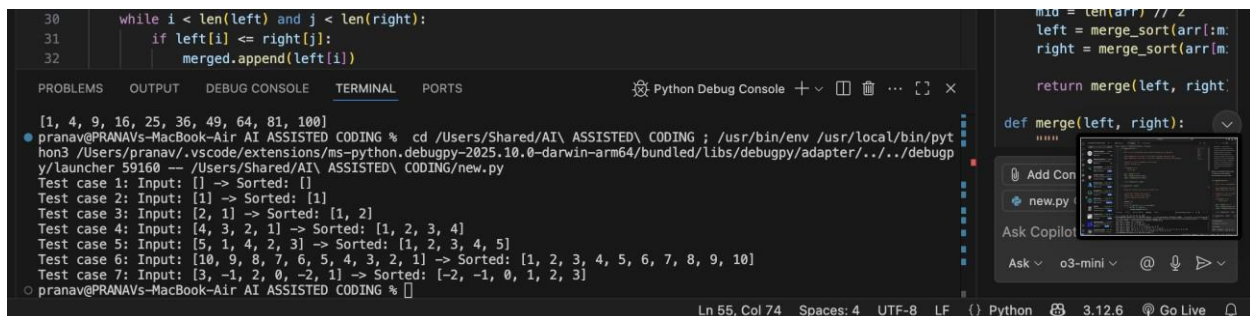 30 while i < len(left) and j < len(right):
31 if left[i] <= right[j]:
32 merged.append(left[i])
PROBLEMS OUTPUT DEBUG CONSOLE TERMINAL PORTS
Python Debug Console
[1, 4, 9, 16, 25, 36, 49, 64, 81, 100]
pranav@PRANAVs-MacBook-Air AI ASSISTED CODING % cd /Users/Shared/AI\ ASSISTED\ CODING ; /usr/bin/env /usr/local/bin/pyt
hon3 /Users/pranav/.vscode/extensions/ms-python.debugpy-2025.10.0-darwin-arm64/bundled/libs/debugpy/adapter/../../debugp
y/launcher 59160 -- /Users/Shared/AI\ ASSISTED\ CODING/new.py
Test case 1: Input: [] -> Sorted: []
Test case 2: Input: [1] -> Sorted: [1]
Test case 3: Input: [2, 1] -> Sorted: [1, 2]
Test case 4: Input: [4, 3, 2, 1] -> Sorted: [1, 2, 3, 4]
Test case 5: Input: [5, 1, 4, 2, 3] -> Sorted: [1, 2, 3, 4, 5]
Test case 6: Input: [10, 9, 8, 7, 6, 5, 4, 3, 2, 1] -> Sorted: [1, 2, 3, 4, 5, 6, 7, 8, 9, 10]
Test case 7: Input: [3, -1, 2, 0, -2, 1] -> Sorted: [-2, -1, 0, 1, 2, 3]
pranav@PRANAVs-MacBook-Air AI ASSISTED CODING %
mid = len(arr) // 2
left = merge_sort(arr[:m
right = merge_sort(arr[m
return merge(left, right
def merge(left, right):
"""
Add Con
new.py
Ask Copilot
Ask o3-mini @
Ln 55, Col 74 Spaces: 4 UTF-8 LF {} Python 3.12.6 Go Live